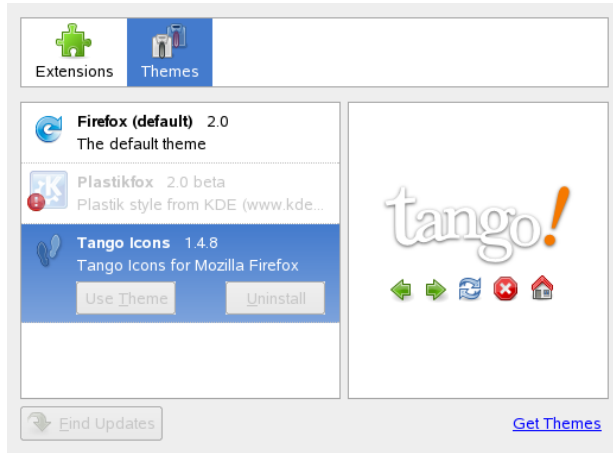 Extensions Themes
Firefox (default) 2.0
The default theme
Plastikfox 2.0 beta
Plastik style from KDE (www.kde...
Tango Icons 1.4.8
Tango Icons for Mozilla Firefox
Use Theme Uninstall
tango!
Find Updates Get Themes